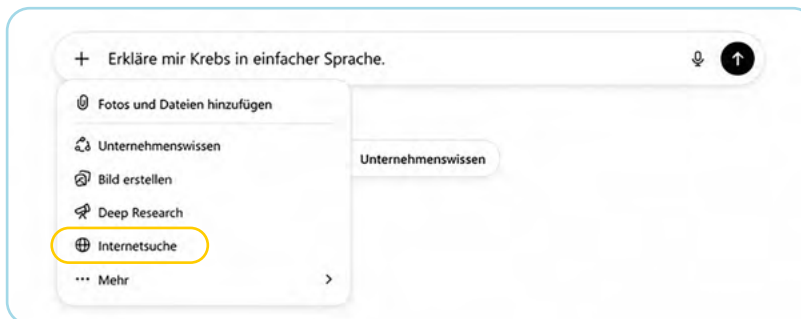 Erkläre mir Krebs in einfacher Sprache.
Fotos und Dateien hinzufügen
Unternehmenswissen
Unternehmenswissen
Bild erstellen
Deep Research
Internetsuche
Mehr